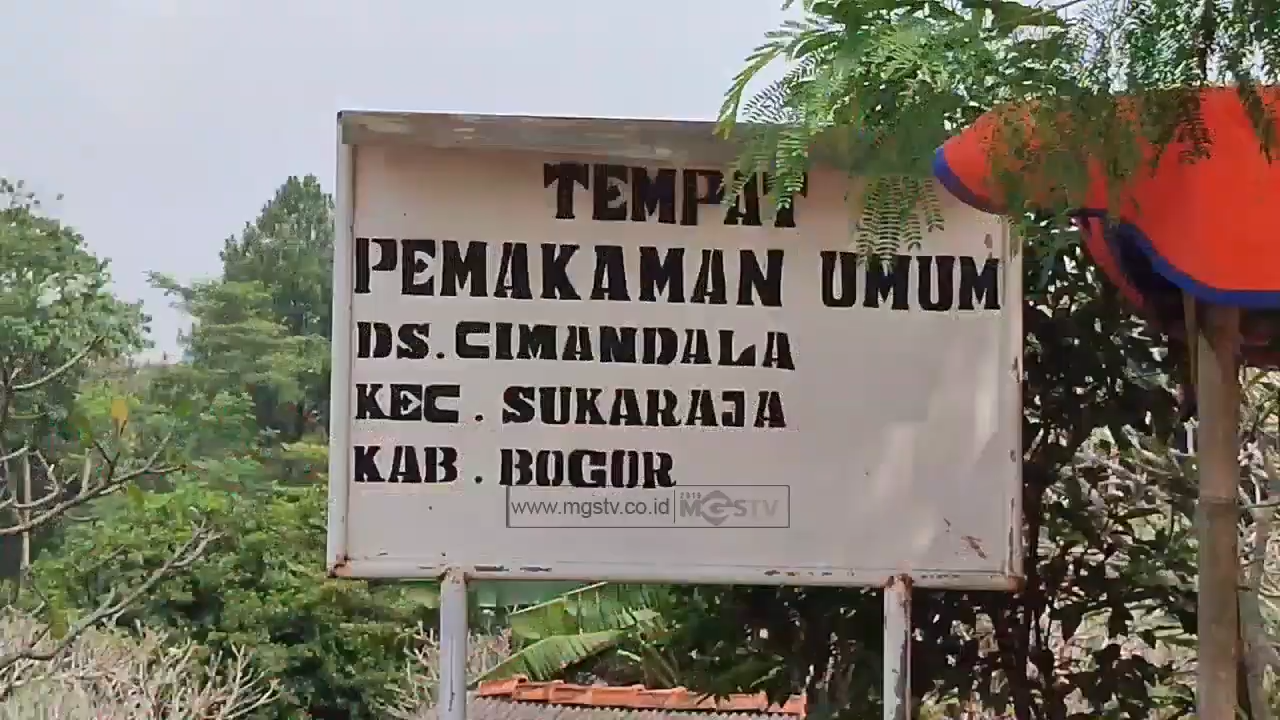 TEMPAT
PEMAKAMAN UMUM
DS. CIMANDALA
KEC. SUKARAJA
KAB. BOGOR
www.mgstv.co.id MGSTV